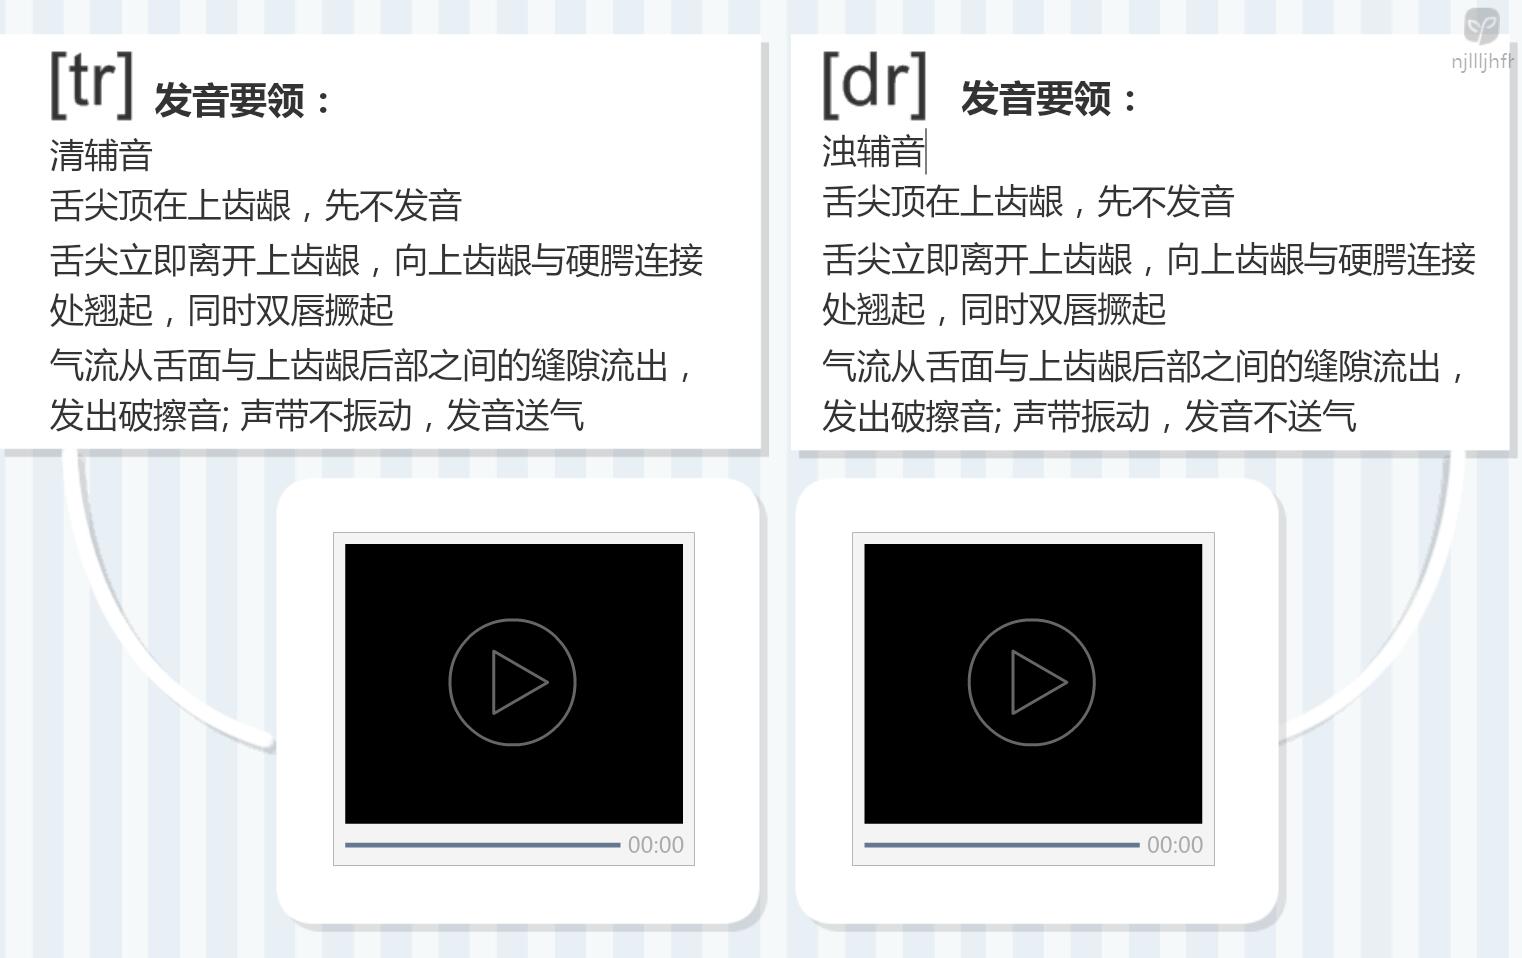 [tr] 发音要领：
清辅音
舌尖顶在上齿龈，先不发音
舌尖立即离开上齿龈，向上齿龈与硬腭连接
处翘起，同时双唇撅起
气流从舌面与上齿龈后部之间的缝隙流出，
发出破擦音; 声带不振动，发音送气
[dr] 发音要领：
浊辅音
舌尖顶在上齿龈，先不发音
舌尖立即离开上齿龈，向上齿龈与硬腭连接
处翘起，同时双唇撅起
气流从舌面与上齿龈后部之间的缝隙流出，
发出破擦音; 声带振动，发音不送气
00:00
00:00